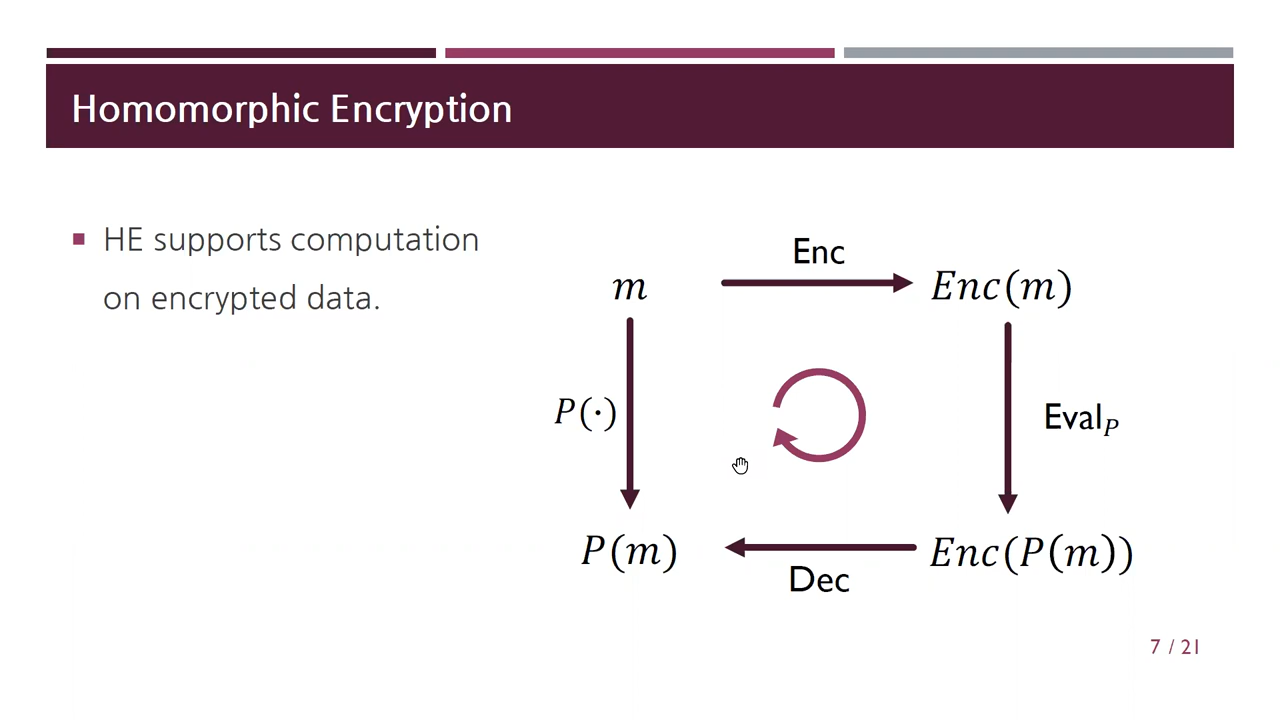 Homomorphic Encryption
■ HE supports computation
on encrypted data.
Enc
m
Enc(m)
P(·)
Eval_P
P(m)
Enc(P(m))
Dec
7 / 21